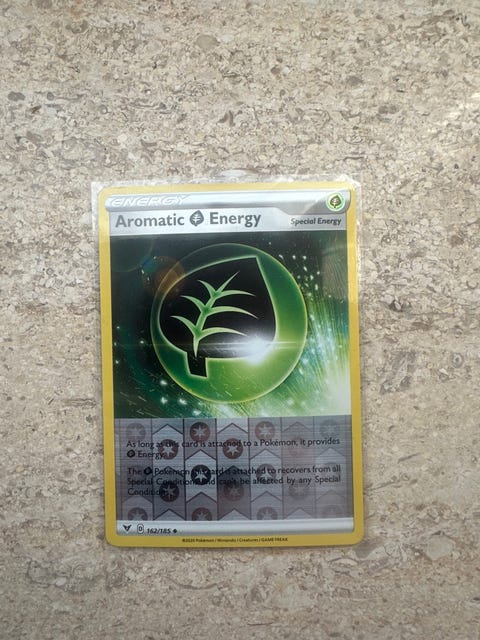 ENERGY
Aromatic Energy
Special Energy
As long as this card is attached to a Pokémon, it provides
Energy.
The Pokémon this card is attached to recovers from all
Special Conditions and can't be affected by any Special
Conditions.
D 162/185
©2020 Pokémon / Nintendo / Creatures / GAME FREAK